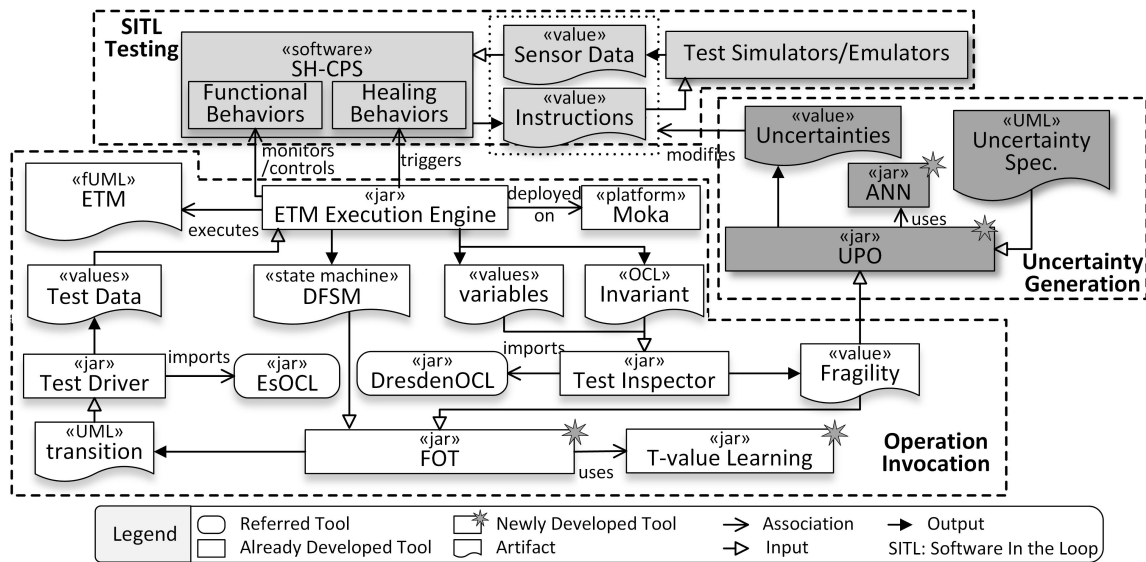 SITL
Testing
«software»
SH-CPS
Functional
Behaviors
Healing
Behaviors
«value»
Sensor Data
«value»
Instructions
Test Simulators/Emulators
«value»
Uncertainties
«UML»
Uncertainty
Spec.
«jar»
ANN
modifies
uses
«jar»
UPO
Uncertainty
Generation
monitors
/controls
triggers
«fUML»
ETM
executes
«jar»
ETM Execution Engine
deployed
on
«platform»
Moka
«values»
Test Data
«state machine»
DFSM
«values»
variables
«OCL»
Invariant
«jar»
Test Driver
imports
«jar»
EsOCL
«jar»
DresdenOCL
imports
«jar»
Test Inspector
«value»
Fragility
«UML»
transition
«jar»
FOT
uses
«jar»
T-value Learning
Operation
Invocation
Legend
Referred Tool
Newly Developed Tool
Association
Output
Already Developed Tool
Artifact
Input
SITL: Software In the Loop